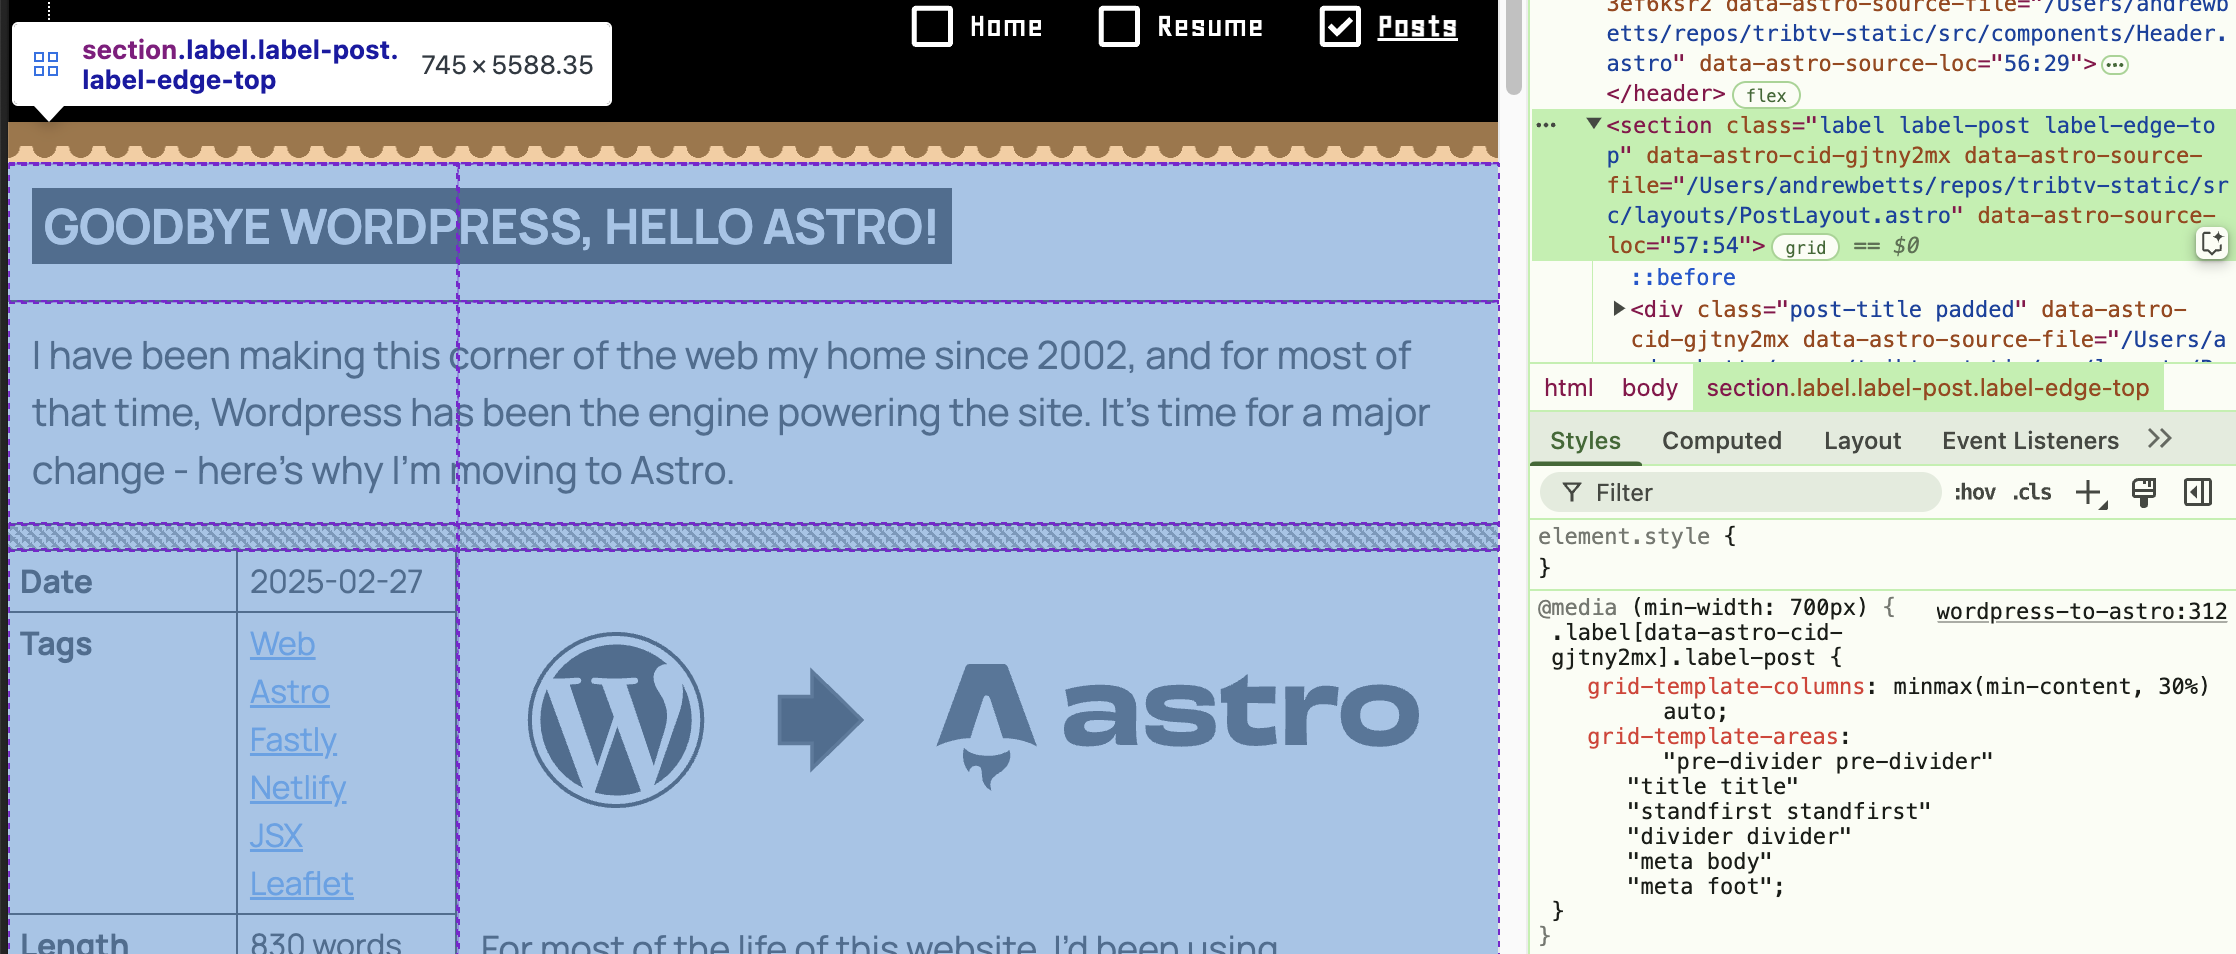 Home
Resume
Posts
section.label.label-post.
label-edge-top
745 × 5588.35
GOODBYE WORDPRESS, HELLO ASTRO!
I have been making this corner of the web my home since 2002, and for most of
that time, Wordpress has been the engine powering the site. It's time for a major
change - here's why I'm moving to Astro.
Date
2025-02-27
Tags
Web
Astro
Fastly
Netlify
JSX
Leaflet
astro
Length
830 words
For most of the life of this website, I'd been using
3ef6ksr2 data-astro-source-file="/Users/andrewb
etts/repos/tribtv-static/src/components/Header.
astro" data-astro-source-loc="56:29">
</header> flex
<section class="label label-post label-edge-to
p" data-astro-cid-gjtny2mx data-astro-source-
file="/Users/andrewbetts/repos/tribtv-static/sr
c/layouts/PostLayout.astro" data-astro-source-
loc="57:54"> grid == $0
::before
<div class="post-title padded" data-astro-
cid-gjtny2mx data-astro-source-file="/Users/a
html body section.label.label-post.label-edge-top
Styles Computed Layout Event Listeners
Filter :hov .cls
element.style {
}
@media (min-width: 700px) { wordpress-to-astro:312
.label[data-astro-cid-
gjtny2mx].label-post {
grid-template-columns: minmax(min-content, 30%)
auto;
grid-template-areas:
"pre-divider pre-divider"
"title title"
"standfirst standfirst"
"divider divider"
"meta body"
"meta foot";
}
}